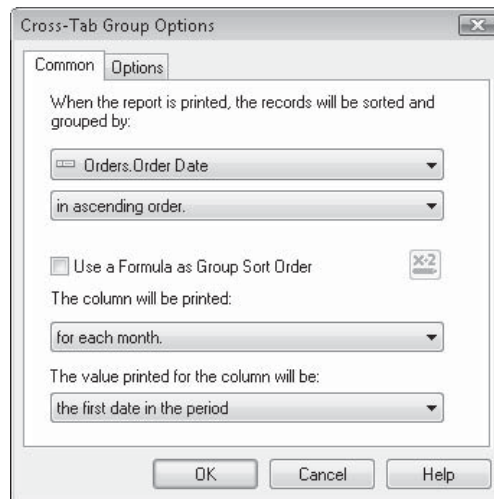 Cross-Tab Group Options
Common
Options
When the report is printed, the records will be sorted and
grouped by:
Orders.Order Date
in ascending order.
Use a Formula as Group Sort Order
x-2
The column will be printed:
for each month.
The value printed for the column will be:
the first date in the period
OK
Cancel
Help